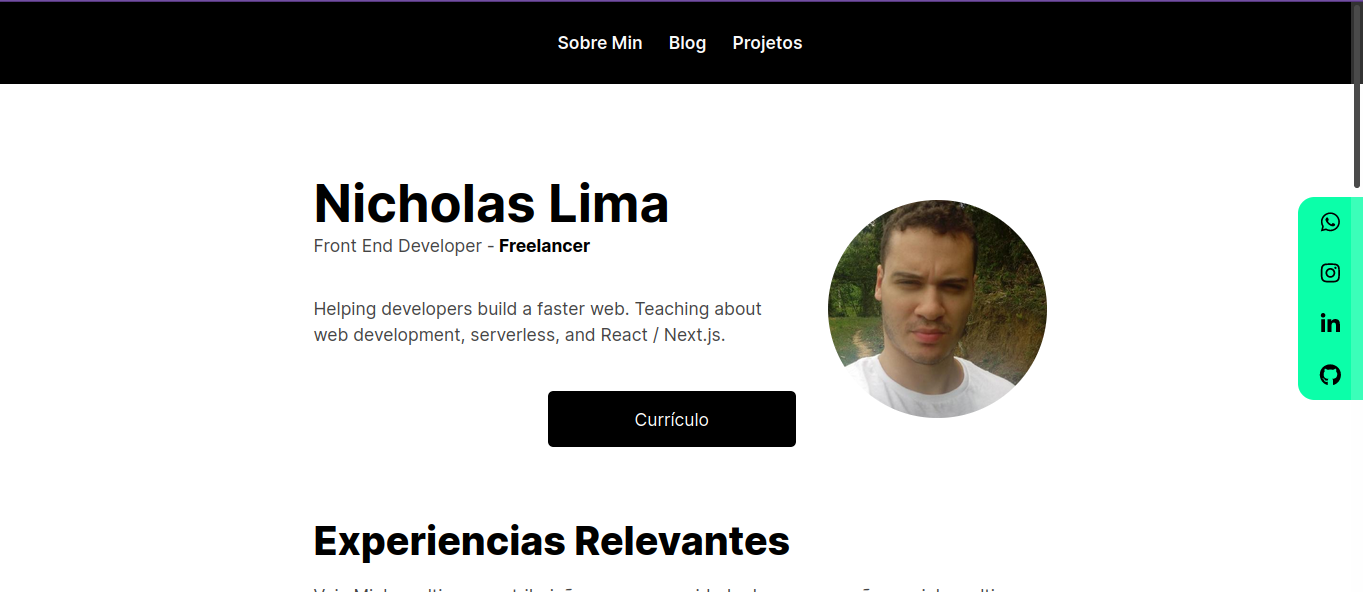 Sobre Min Blog Projetos
Nicholas Lima
Front End Developer - Freelancer
Helping developers build a faster web. Teaching about
web development, serverless, and React / Next.js.
Currículo
in
Experiencias Relevantes